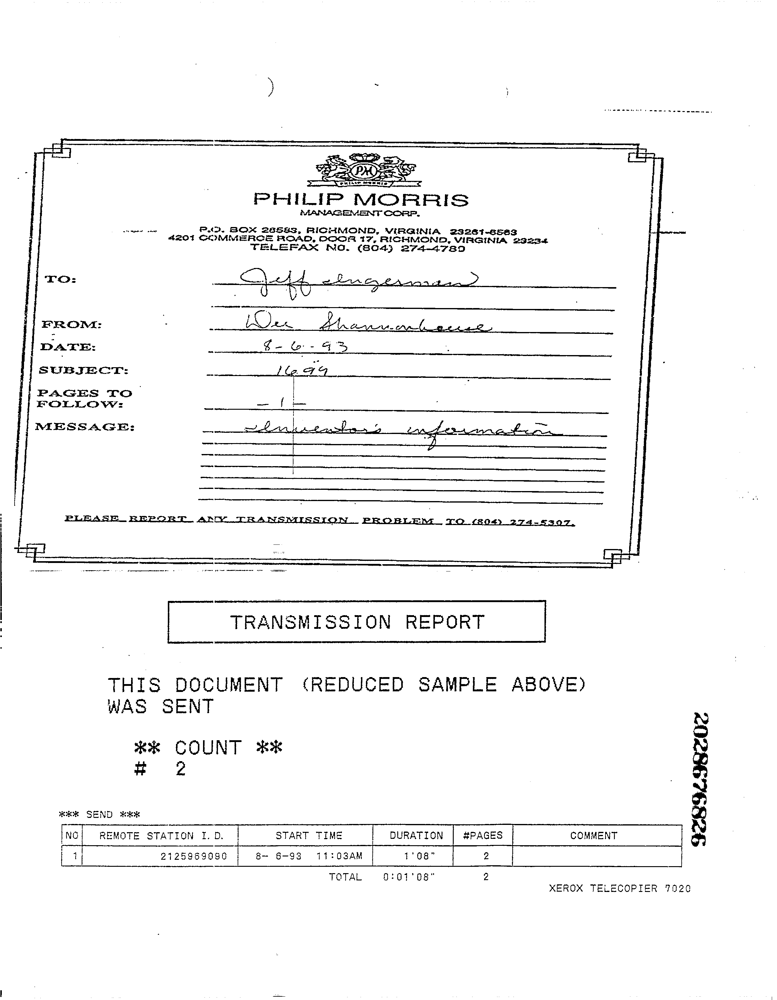 PM
PHILIP MORRIS
PHILIP MORRIS
MANAGEMENT CORP.
P.O. BOX 26583, RICHMOND, VIRGINIA 23261-6583
4201 COMMERCE ROAD, DOOR 17, RICHMOND, VIRGINIA 23234
TELEFAX NO. (804) 274-4780
TO: Jeff Ingerman
FROM: Dee Shannonhouse
DATE: 8-6-93
SUBJECT: 1699
PAGES TO
FOLLOW: -1-
MESSAGE: Inventor's information
PLEASE REPORT ANY TRANSMISSION PROBLEM TO (804) 274-5307.
TRANSMISSION REPORT
THIS DOCUMENT (REDUCED SAMPLE ABOVE)
WAS SENT
** COUNT **
# 2
*** SEND ***
NO REMOTE STATION I.D. START TIME DURATION #PAGES COMMENT
1 2125969090 8- 6-93 11:03AM 1'08" 2
TOTAL 0:01'08" 2
XEROX TELECOPIER 7020
2028676826